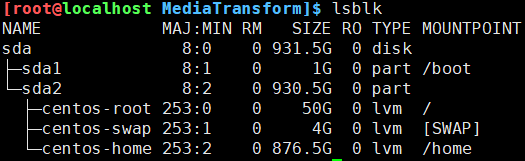 [root@localhost MediaTransform]$ lsblk
NAME            MAJ:MIN RM   SIZE RO TYPE MOUNTPOINT
sda               8:0    0 931.5G  0 disk
├─sda1            8:1    0     1G  0 part /boot
└─sda2            8:2    0 930.5G  0 part
  ├─centos-root 253:0    0    50G  0 lvm  /
  ├─centos-swap 253:1    0     4G  0 lvm  [SWAP]
  └─centos-home 253:2    0 876.5G  0 lvm  /home